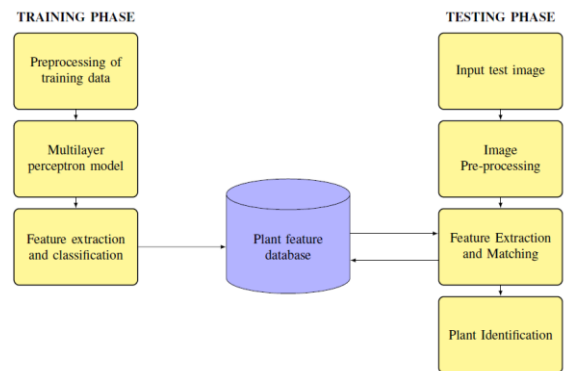 TRAINING PHASE
Preprocessing of
training data
Multilayer
perceptron model
Feature extraction
and classification
Plant feature
database
TESTING PHASE
Input test image
Image
Pre-processing
Feature Extraction
and Matching
Plant Identification